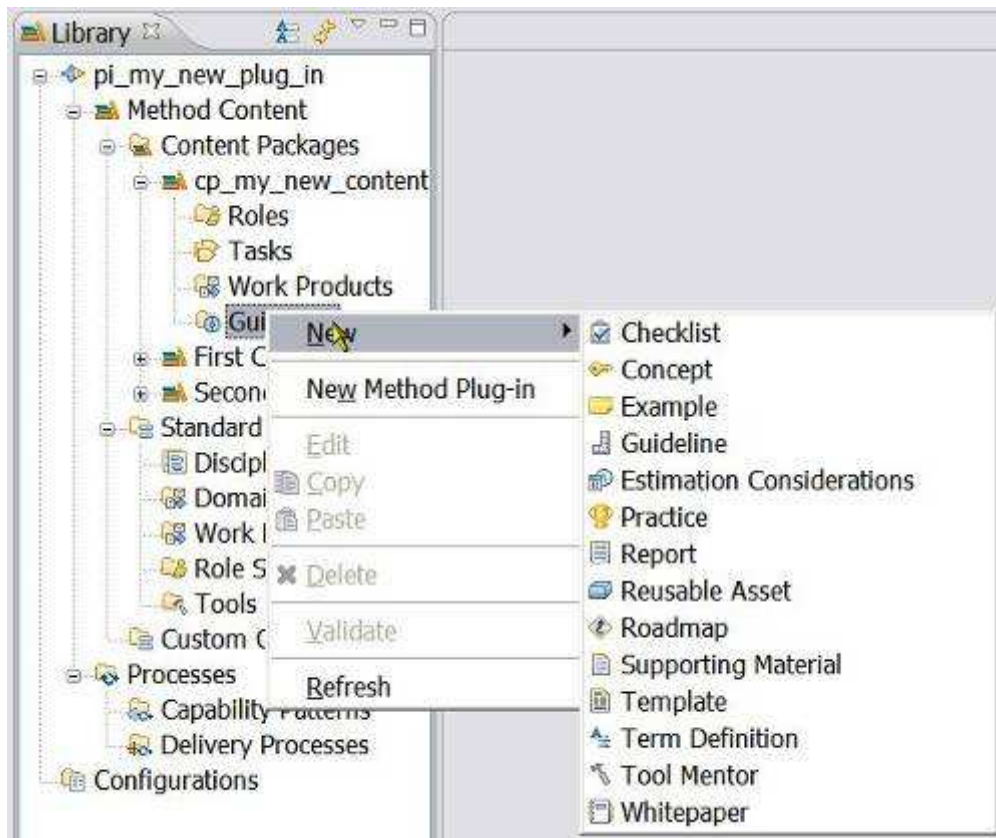 Library
pi_my_new_plug_in
Method Content
Content Packages
cp_my_new_content
Roles
Tasks
Work Products
Gui
First C
Secon
Standard
Discipl
Domai
Work
Role S
Tools
Custom
Processes
Capability Patterns
Delivery Processes
Configurations
New
New Method Plug-in
Edit
Copy
Paste
Delete
Validate
Refresh
Checklist
Concept
Example
Guideline
Estimation Considerations
Practice
Report
Reusable Asset
Roadmap
Supporting Material
Template
Term Definition
Tool Mentor
Whitepaper